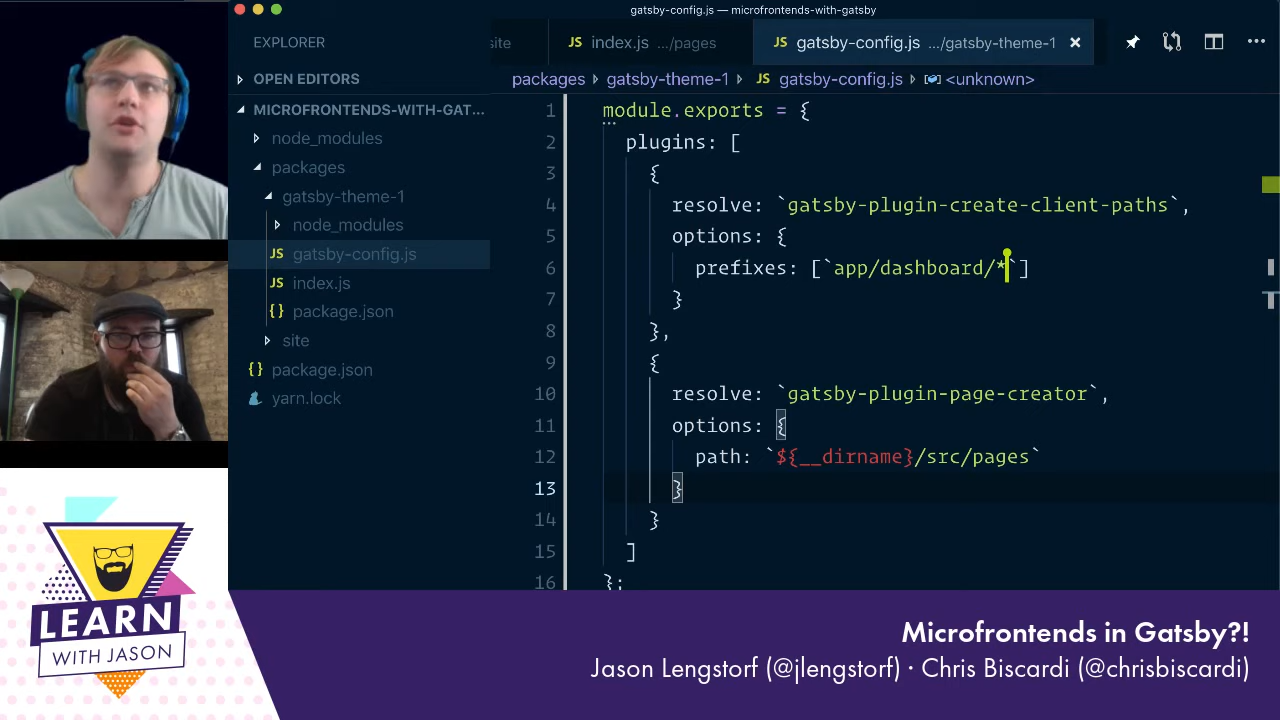 gatsby-config.js — microfrontends-with-gatsby
EXPLORER
site
JS index.js .../pages
JS gatsby-config.js .../gatsby-theme-1
OPEN EDITORS
MICROFRONTENDS-WITH-GAT...
node_modules
packages
gatsby-theme-1
node_modules
JS gatsby-config.js
JS index.js
{} package.json
site
{} package.json
yarn.lock
packages > gatsby-theme-1 > JS gatsby-config.js > <unknown>
1 module.exports = {
2 plugins: [
3 {
4 resolve: `gatsby-plugin-create-client-paths`,
5 options: {
6 prefixes: [`app/dashboard/*`]
7 }
8 },
9 {
10 resolve: `gatsby-plugin-page-creator`,
11 options: {
12 path: `${__dirname}/src/pages`
13 }
14 }
15 ]
16 };
LEARN
WITH JASON
Microfrontends in Gatsby?!
Jason Lengstorf (@jlengstorf) · Chris Biscardi (@chrisbiscardi)